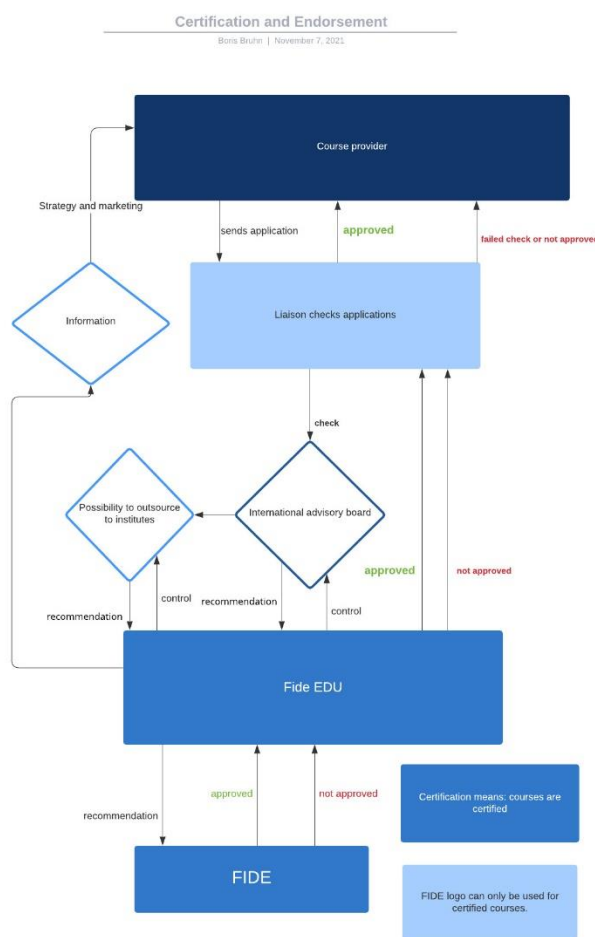 Certification and Endorsement
Boris Bruhn | November 7, 2021
Course provider
Strategy and marketing
sends application
approved
failed check or not approved
Information
Liaison checks applications
check
Possibility to outsource
to institutes
International advisory board
approved
not approved
recommendation
control
recommendation
control
Fide EDU
recommendation
approved
not approved
Certification means: courses are
certified
FIDE
FIDE logo can only be used for
certified courses.